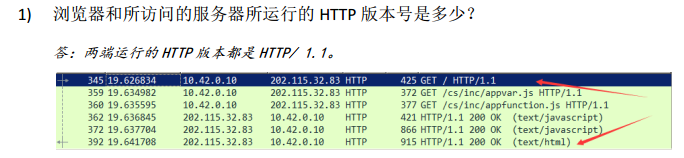 1) 浏览器和所访问的服务器所运行的 HTTP 版本号是多少？
答：两端运行的HTTP 版本都是HTTP/ 1.1。
345 19.626834 10.42.0.10 202.115.32.83 HTTP 425 GET / HTTP/1.1
359 19.634982 10.42.0.10 202.115.32.83 HTTP 372 GET /cs/inc/appvar.js HTTP/1.1
360 19.635595 10.42.0.10 202.115.32.83 HTTP 377 GET /cs/inc/appfunction.js HTTP/1.1
362 19.636845 202.115.32.83 10.42.0.10 HTTP 421 HTTP/1.1 200 OK (text/javascript)
372 19.637704 202.115.32.83 10.42.0.10 HTTP 866 HTTP/1.1 200 OK (text/javascript)
392 19.641708 202.115.32.83 10.42.0.10 HTTP 915 HTTP/1.1 200 OK (text/html)